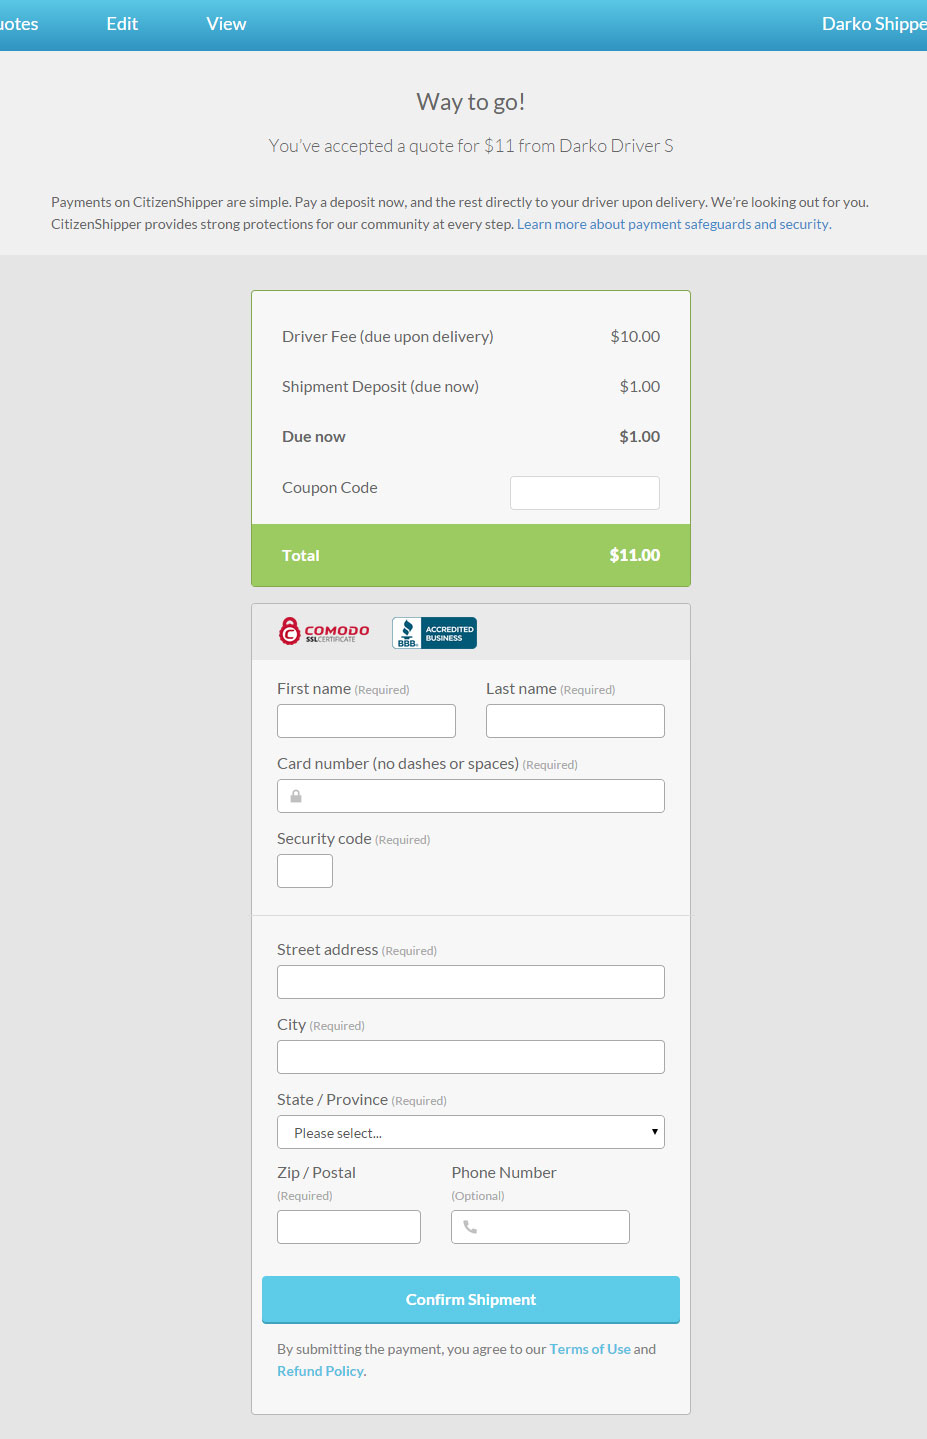 Edit View
Way to go!
You've accepted a quote for $11 from Darko Driver S
Payments on CitizenShipper are simple. Pay a deposit now, and the rest directly to your driver upon delivery. We're looking out for you.
CitizenShipper provides strong protections for our community at every step. Learn more about payment safeguards and security.
Driver Fee (due upon delivery) $10.00
Shipment Deposit (due now) $1.00
Due now $1.00
Coupon Code
Total $11.00
COMODO
SSLCERTIFICATE
BBB. ACCREDITED
BUSINESS
First name (Required) Last name (Required)
Card number (no dashes or spaces) (Required)
Security code (Required)
Street address (Required)
City (Required)
State / Province (Required)
Please select...
Zip / Postal Phone Number
(Required) (Optional)
Confirm Shipment
By submitting the payment, you agree to our Terms of Use and
Refund Policy.